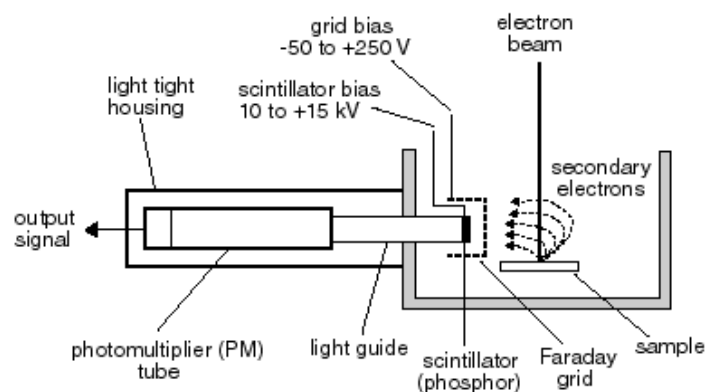 grid bias
-50 to +250 V
electron
beam
light tight
housing
scintillator bias
10 to +15 kV
secondary
electrons
output
signal
photomultiplier (PM)
tube
light guide
scintillator
(phosphor)
Faraday
grid
sample